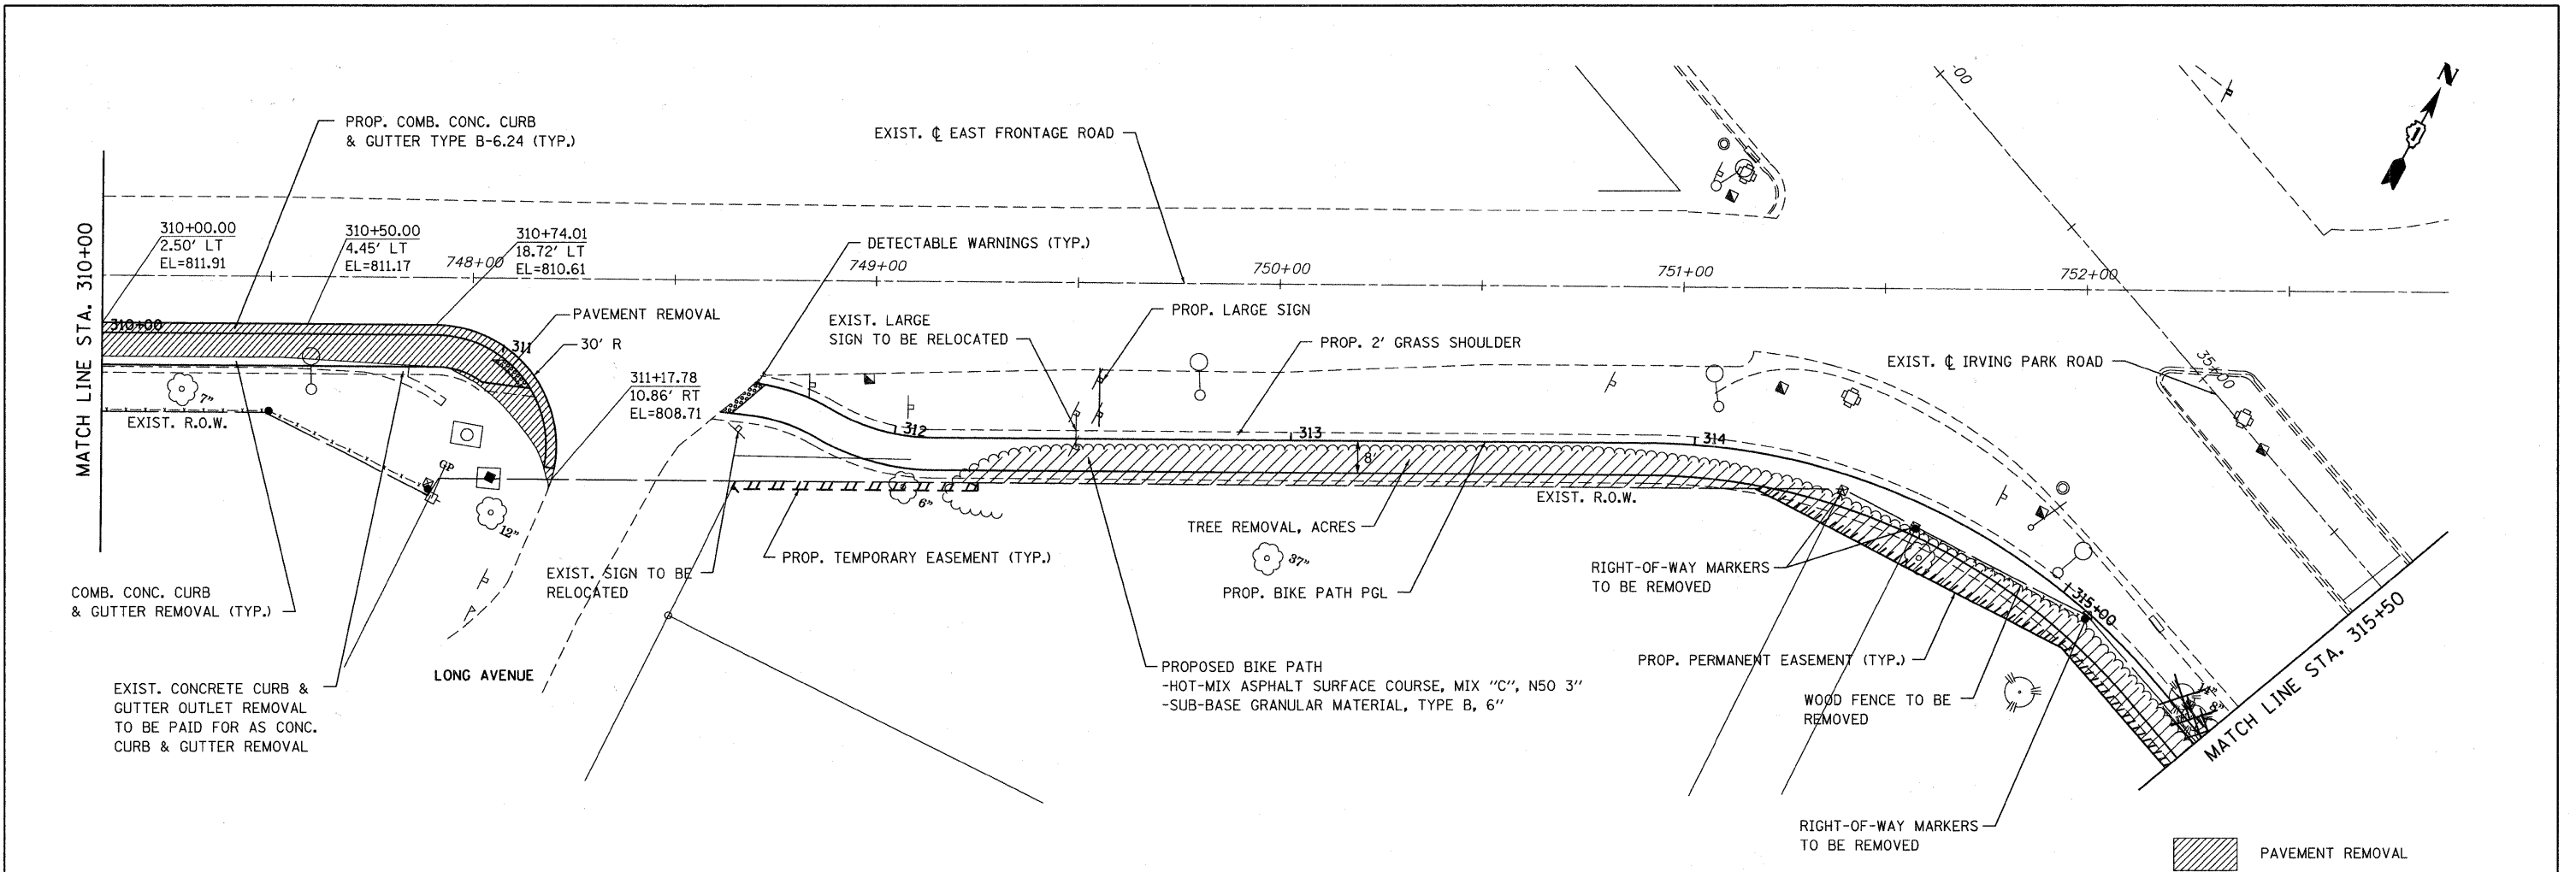 PROP. COMB. CONC. CURB
& GUTTER TYPE B-6.24 (TYP.)
EXIST. ℄ EAST FRONTAGE ROAD
N
1
00
MATCH LINE STA. 310+00
310+00.00
2.50' LT
EL=811.91
310+50.00
4.45' LT
EL=811.17
748+00
310+74.01
18.72' LT
EL=810.61
DETECTABLE WARNINGS (TYP.)
749+00
750+00
751+00
752+00
310+00
PAVEMENT REMOVAL
311
30' R
EXIST. LARGE
SIGN TO BE RELOCATED
PROP. LARGE SIGN
PROP. 2' GRASS SHOULDER
EXIST. ℄ IRVING PARK ROAD
35+00
7"
EXIST. R.O.W.
311+17.78
10.86' RT
EL=808.71
312
313
314
8'
GP
12"
6"
EXIST. R.O.W.
TREE REMOVAL, ACRES
37"
PROP. TEMPORARY EASEMENT (TYP.)
EXIST. SIGN TO BE
RELOCATED
PROP. BIKE PATH PGL
RIGHT-OF-WAY MARKERS
TO BE REMOVED
315+00
COMB. CONC. CURB
& GUTTER REMOVAL (TYP.)
LONG AVENUE
PROPOSED BIKE PATH
-HOT-MIX ASPHALT SURFACE COURSE, MIX "C", N50 3"
-SUB-BASE GRANULAR MATERIAL, TYPE B, 6"
PROP. PERMANENT EASEMENT (TYP.)
WOOD FENCE TO BE
REMOVED
EXIST. CONCRETE CURB &
GUTTER OUTLET REMOVAL
TO BE PAID FOR AS CONC.
CURB & GUTTER REMOVAL
8"
MATCH LINE STA. 315+50
RIGHT-OF-WAY MARKERS
TO BE REMOVED
PAVEMENT REMOVAL